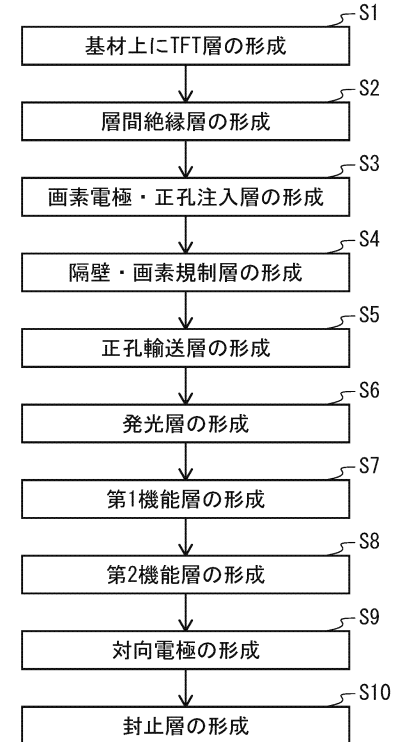 S1
基材上にTFT層の形成
S2
層間絶縁層の形成
S3
画素電極・正孔注入層の形成
S4
隔壁・画素規制層の形成
S5
正孔輸送層の形成
S6
発光層の形成
S7
第1機能層の形成
S8
第2機能層の形成
S9
対向電極の形成
S10
封止層の形成